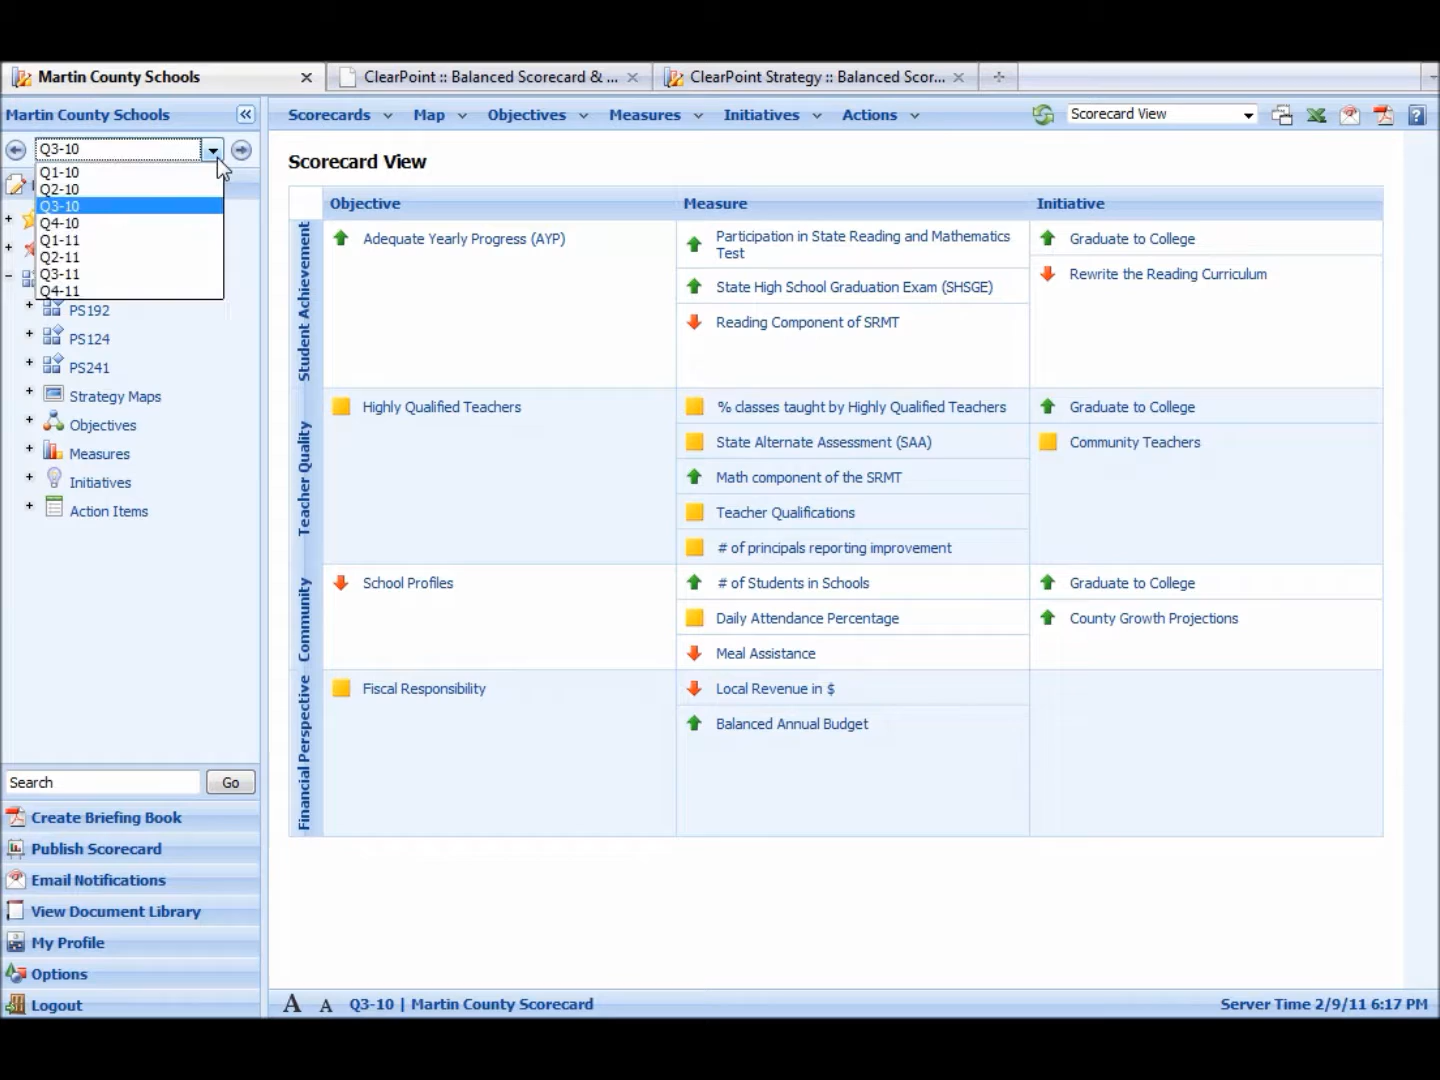 Martin County Schools
ClearPoint :: Balanced Scorecard & ...
ClearPoint Strategy :: Balanced Scor...
Martin County Schools
Scorecards
Map
Objectives
Measures
Initiatives
Actions
Scorecard View
Q3-10
Q1-10
Q2-10
Q3-10
Q4-10
Q1-11
Q2-11
Q3-11
Q4-11
PS192
PS124
PS241
Strategy Maps
Objectives
Measures
Initiatives
Action Items
Search
Go
Create Briefing Book
Publish Scorecard
Email Notifications
View Document Library
My Profile
Options
Logout
Scorecard View
Objective
Measure
Initiative
Student Achievement
Adequate Yearly Progress (AYP)
Participation in State Reading and Mathematics
Test
State High School Graduation Exam (SHSGE)
Reading Component of SRMT
Graduate to College
Rewrite the Reading Curriculum
Teacher Quality
Highly Qualified Teachers
% classes taught by Highly Qualified Teachers
State Alternate Assessment (SAA)
Math component of the SRMT
Teacher Qualifications
# of principals reporting improvement
Graduate to College
Community Teachers
Community
School Profiles
# of Students in Schools
Daily Attendance Percentage
Meal Assistance
Graduate to College
County Growth Projections
Financial Perspective
Fiscal Responsibility
Local Revenue in $
Balanced Annual Budget
A A Q3-10 | Martin County Scorecard
Server Time 2/9/11 6:17 PM